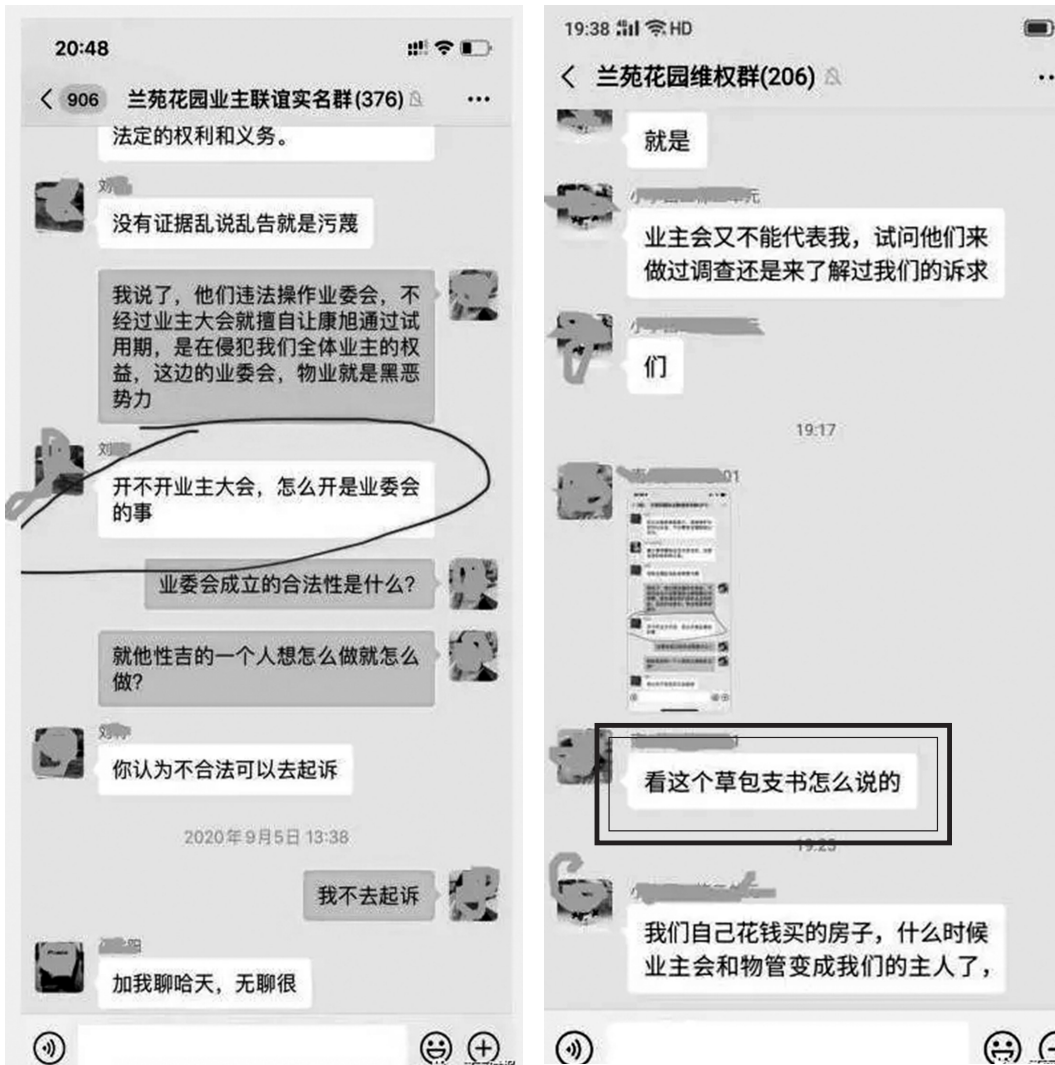 20:48
906 兰苑花园业主联谊实名群(376)
法定的权利和义务。
刘
没有证据乱说乱告就是污蔑
我说了，他们违法操作业委会，不
经过业主大会就擅自让康旭通过试
用期，是在侵犯我们全体业主的权
益，这边的业委会，物业就是黑恶
势力
刘
开不开业主大会，怎么开是业委会
的事
业委会成立的合法性是什么?
就他性吉的一个人想怎么做就怎么
做?
刘
你认为不合法可以去起诉
2020年9月5日 13:38
我不去起诉
加我聊哈天，无聊很
19:38 HD
兰苑花园维权群(206)
就是
业主会又不能代表我，试问他们来
做过调查还是来了解过我们的诉求
们
19:17
01
看这个草包支书怎么说的
19:25
我们自己花钱买的房子，什么时候
业主会和物管变成我们的主人了，